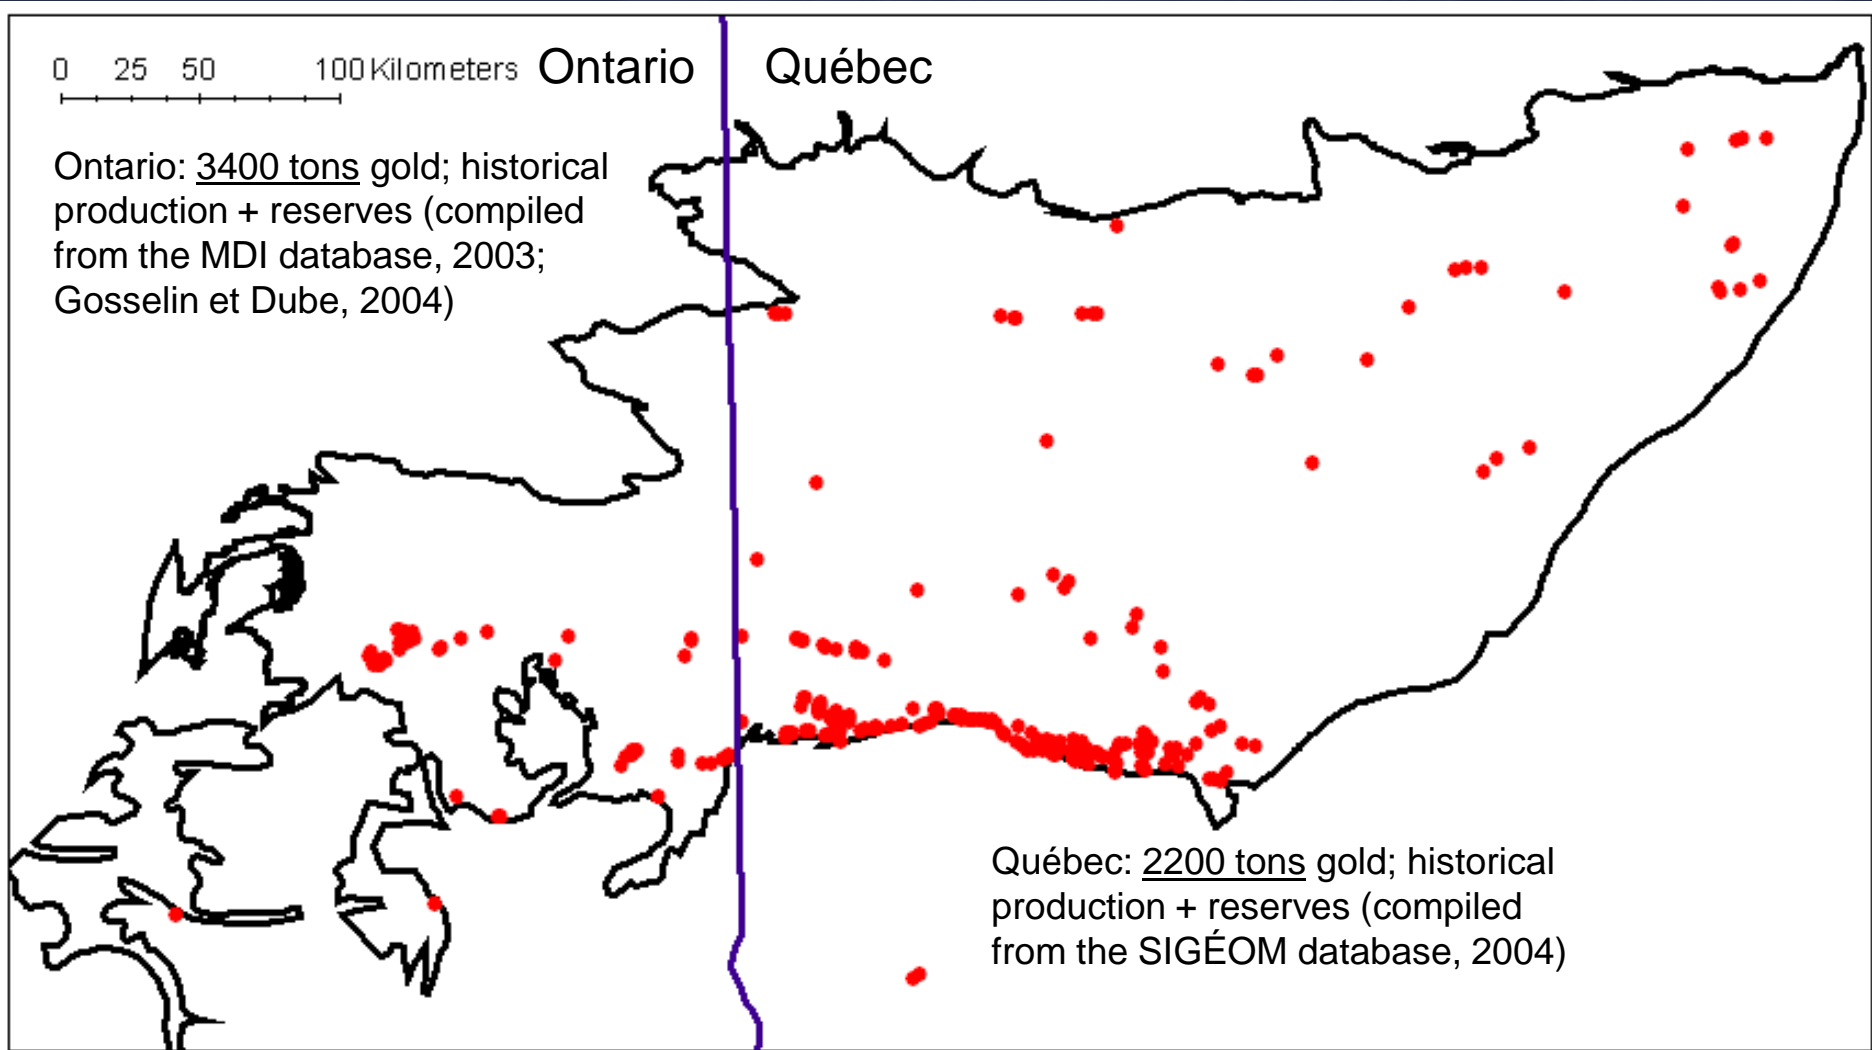 0 25 50 100 Kilometers
Ontario
Québec
Ontario: 3400 tons gold; historical
production + reserves (compiled
from the MDI database, 2003;
Gosselin et Dube, 2004)
Québec: 2200 tons gold; historical
production + reserves (compiled
from the SIGÉOM database, 2004)